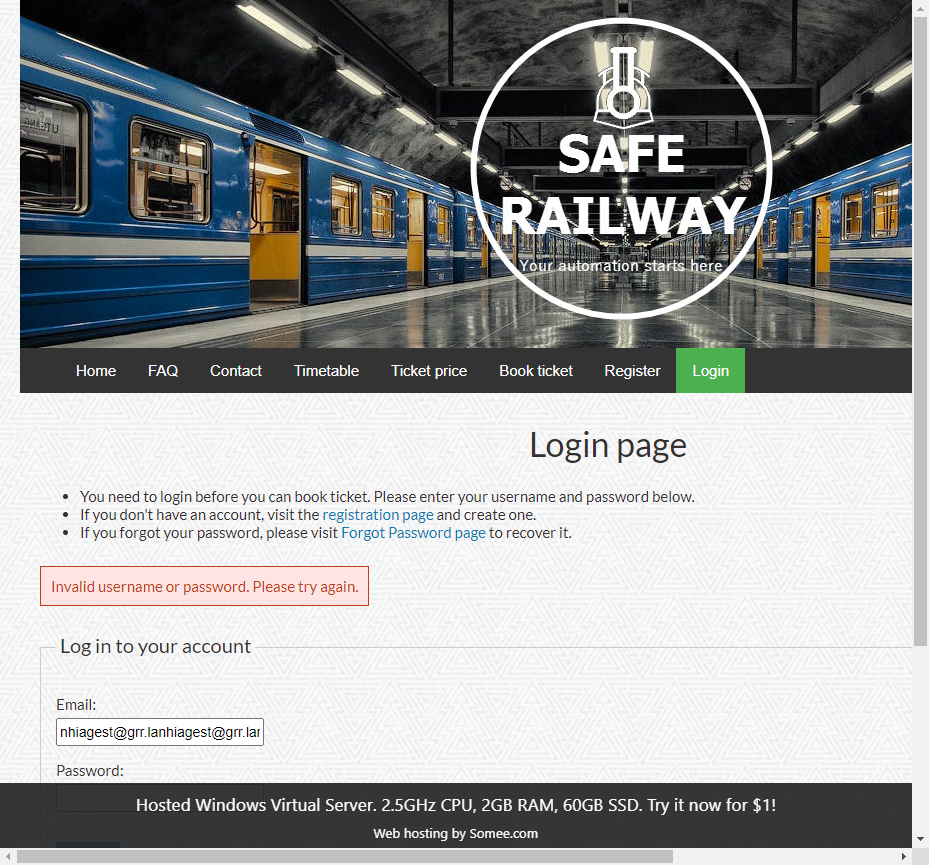 SAFE
RAILWAY
Your automation starts here
Home FAQ Contact Timetable Ticket price Book ticket Register Login
Login page
You need to login before you can book ticket. Please enter your username and password below.
If you don't have an account, visit the registration page and create one.
If you forgot your password, please visit Forgot Password page to recover it.
Invalid username or password. Please try again.
Log in to your account
Email:
nhiagest@grr.lanhiagest@grr.lar
Password:
Hosted Windows Virtual Server. 2.5GHz CPU, 2GB RAM, 60GB SSD. Try it now for $1!
Web hosting by Somee.com